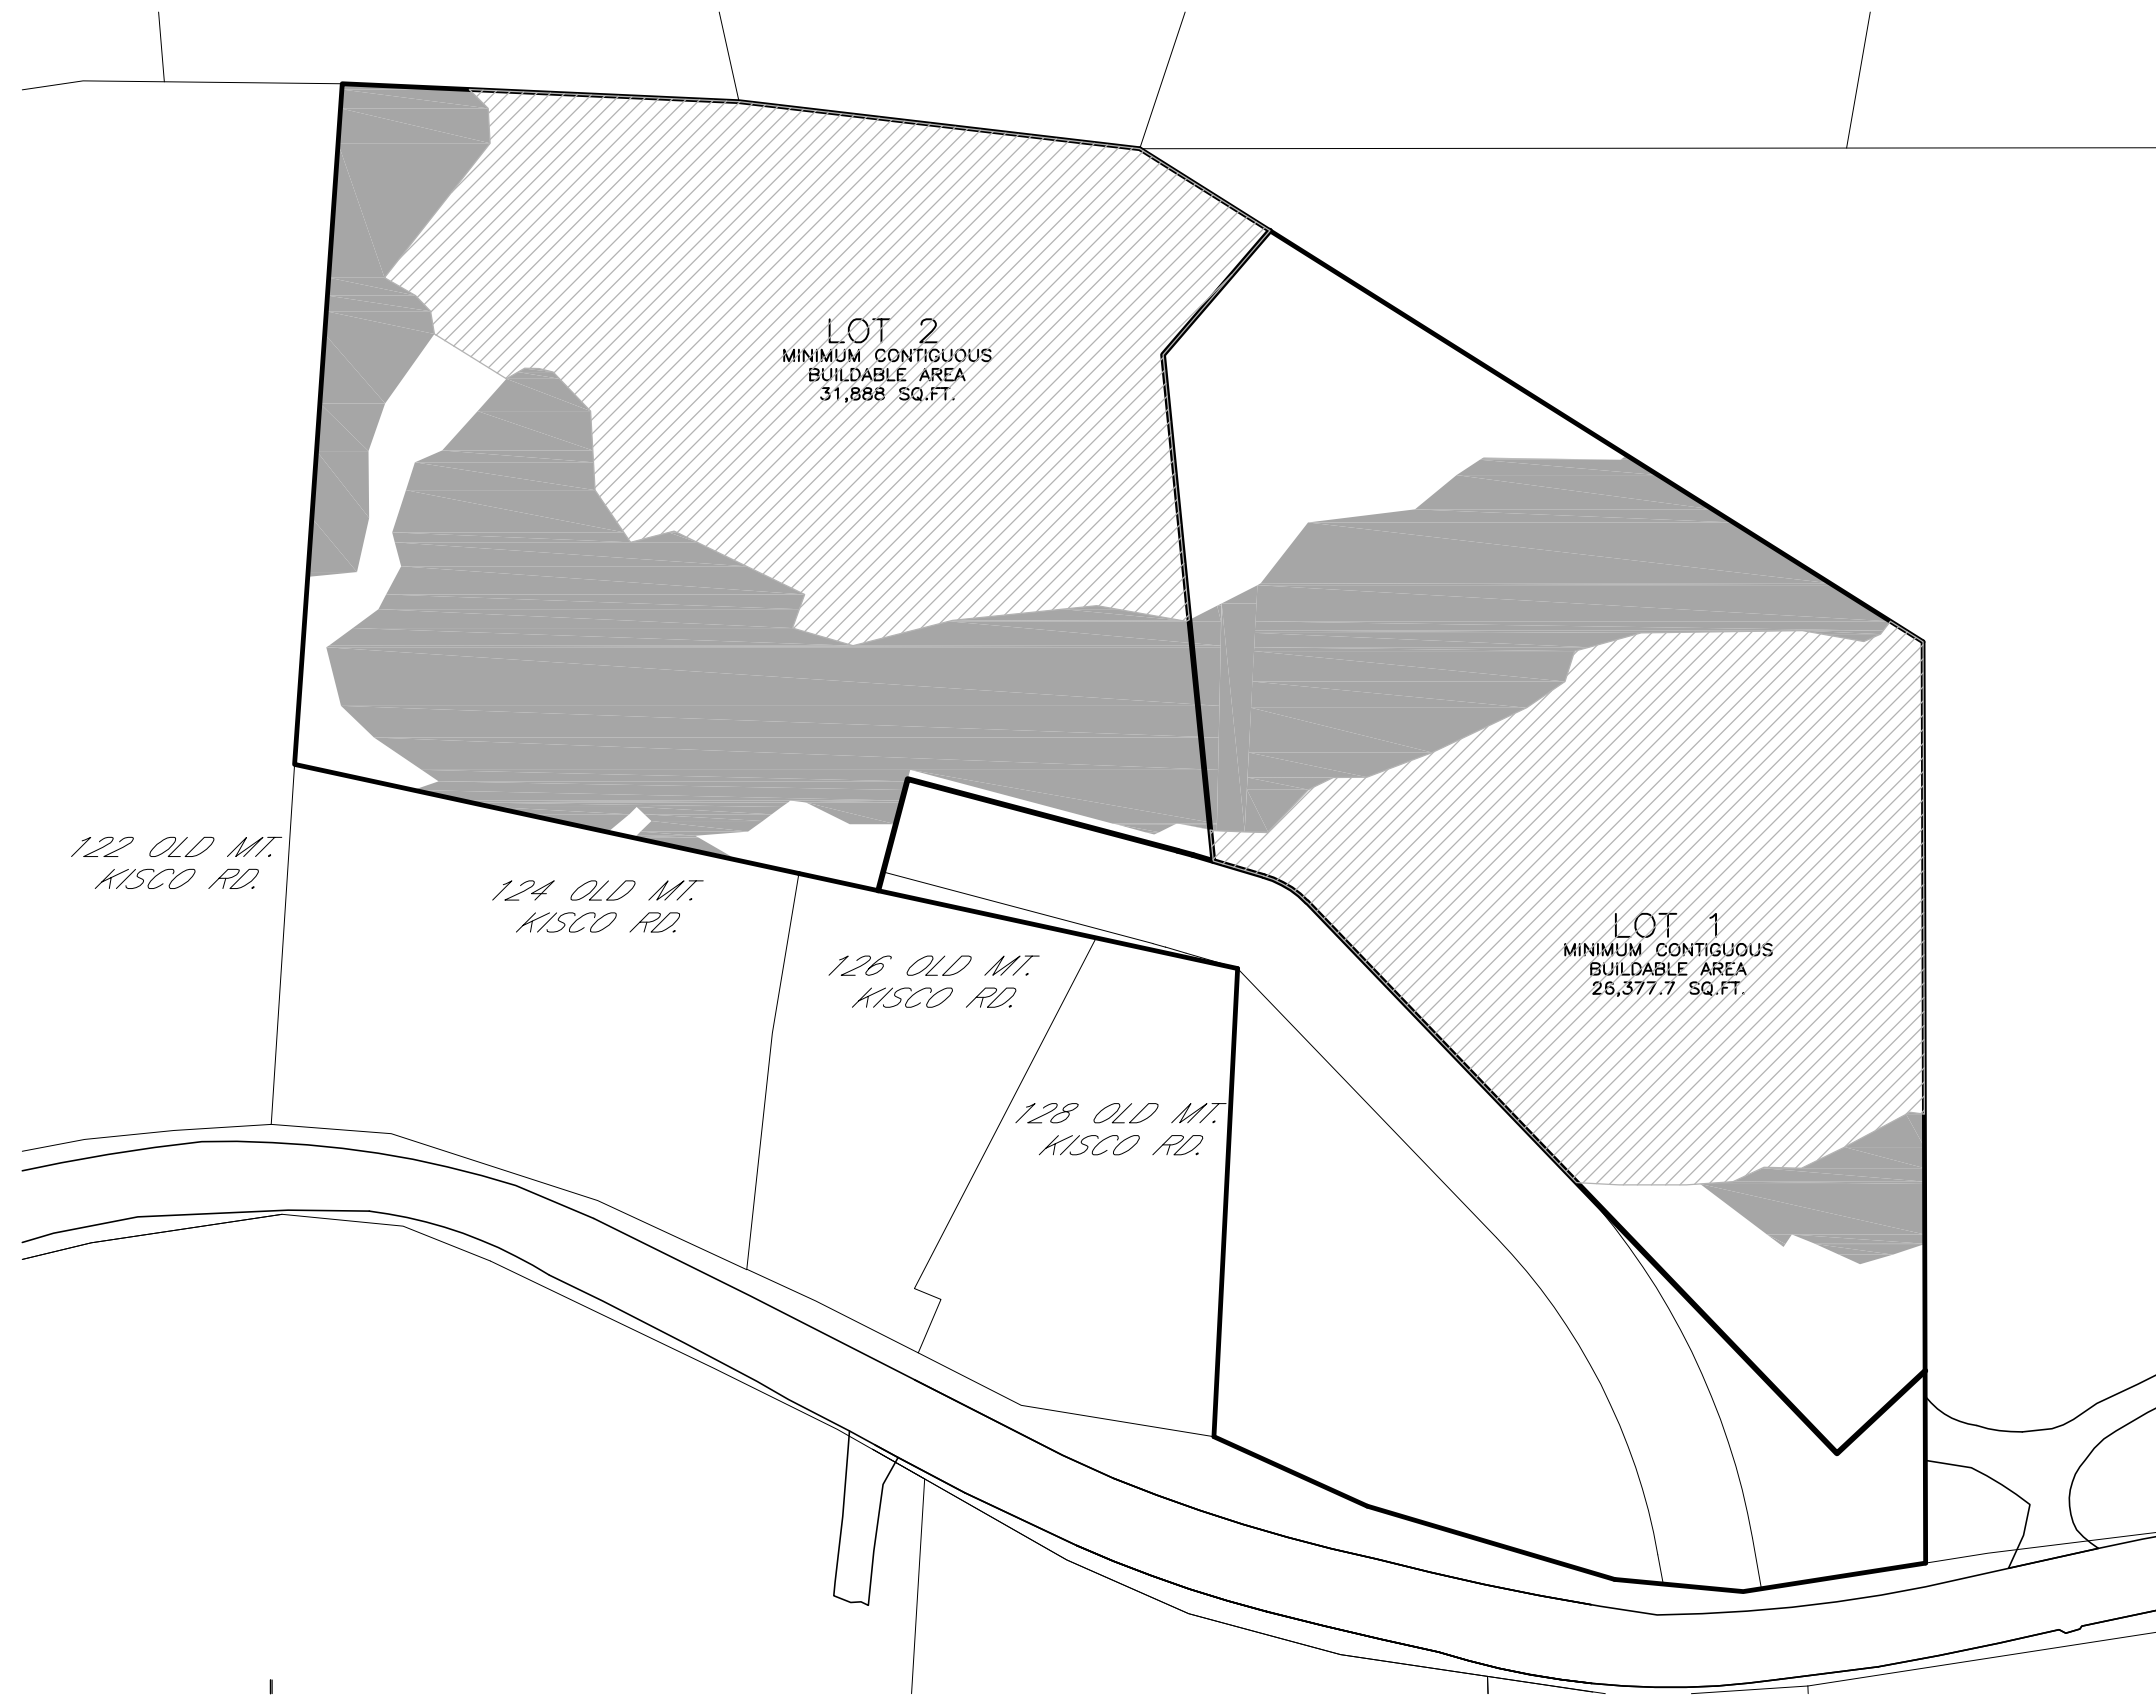 LOT 2
MINIMUM CONTIGUOUS
BUILDABLE AREA
31,888 SQ.FT.
122 OLD MT.
KISCO RD.
124 OLD MT.
KISCO RD.
126 OLD MT.
KISCO RD.
LOT 1
MINIMUM CONTIGUOUS
BUILDABLE AREA
26,377.7 SQ.FT.
128 OLD MT.
KISCO RD.